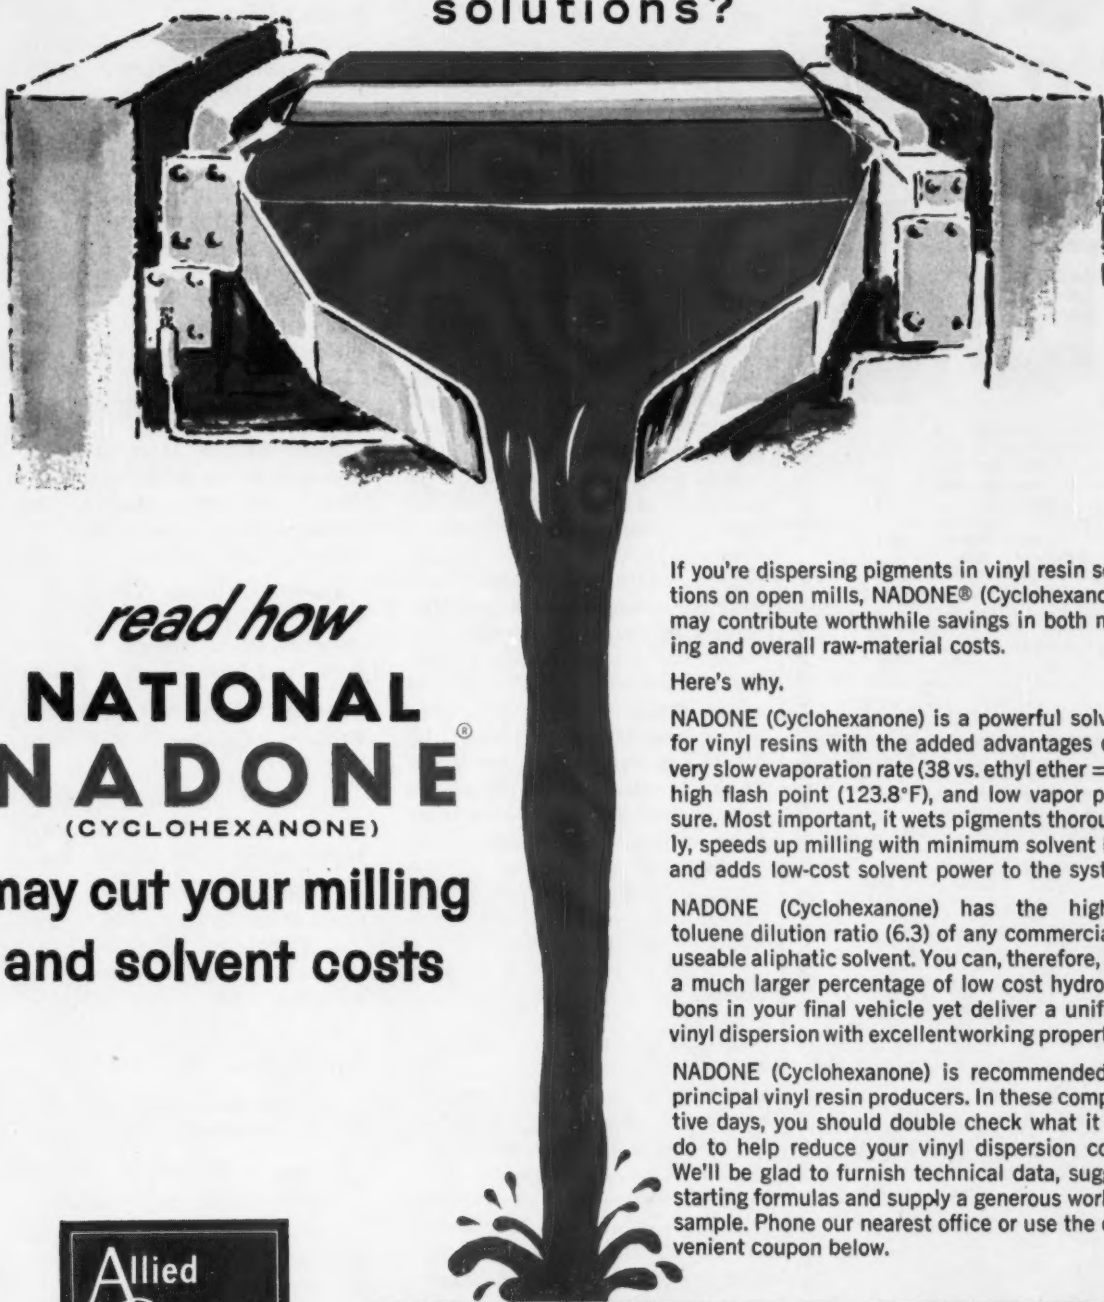 solutions?
read how
NATIONAL
NADONE®
(CYCLOHEXANONE)
may cut your milling
and solvent costs
If you're dispersing pigments in vinyl resin so
tions on open mills, NADONE® (Cyclohexano
may contribute worthwhile savings in both m
ing and overall raw-material costs.
Here's why.
NADONE (Cyclohexanone) is a powerful solv
for vinyl resins with the added advantages
very slow evaporation rate (38 vs. ethyl ether =
high flash point (123.8°F), and low vapor p
sure. Most important, it wets pigments thorou
ly, speeds up milling with minimum solvent
and adds low-cost solvent power to the syst
NADONE (Cyclohexanone) has the high
toluene dilution ratio (6.3) of any commercia
useable aliphatic solvent. You can, therefore,
a much larger percentage of low cost hydro
bons in your final vehicle yet deliver a unif
vinyl dispersion with excellent working propert
NADONE (Cyclohexanone) is recommended
principal vinyl resin producers. In these comp
tive days, you should double check what it
do to help reduce your vinyl dispersion co
We'll be glad to furnish technical data, sugg
starting formulas and supply a generous worl
sample. Phone our nearest office or use the
venient coupon below.
Allied